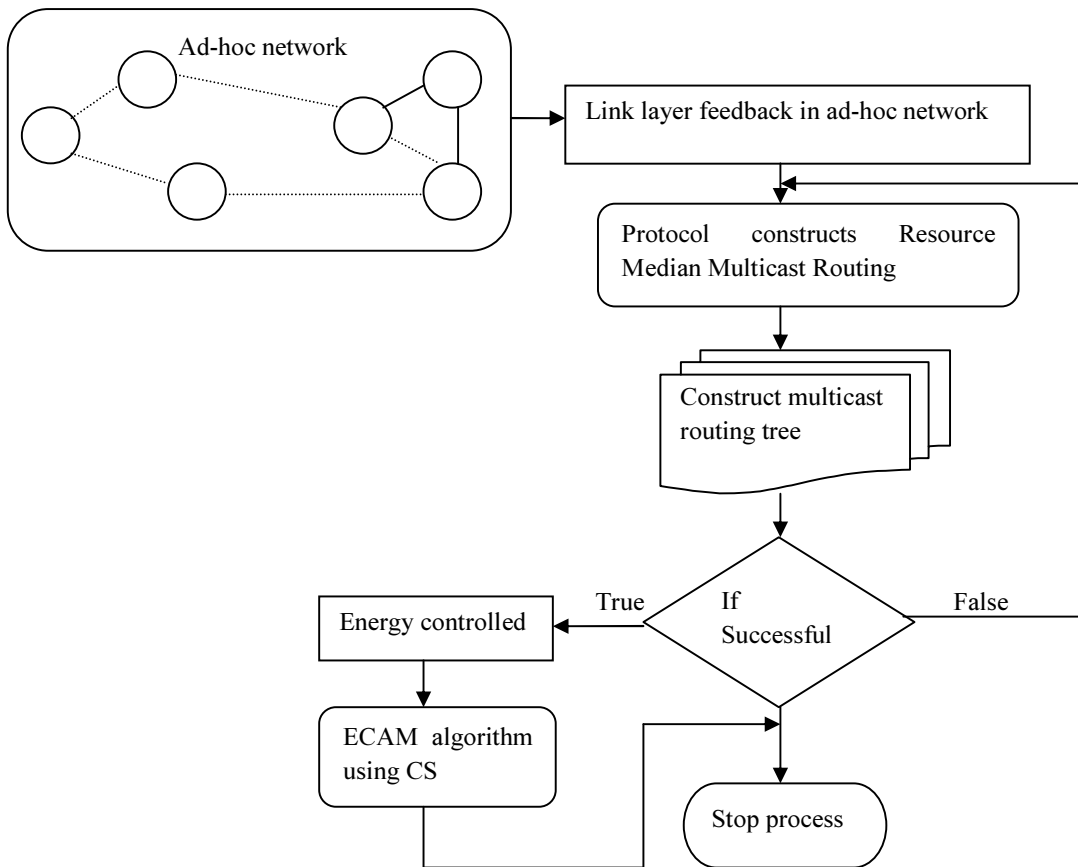 Ad-hoc network
Link layer feedback in ad-hoc network
Protocol constructs Resource
Median Multicast Routing
Construct multicast
routing tree
If
Successful
True
False
Energy controlled
ECAM algorithm
using CS
Stop process